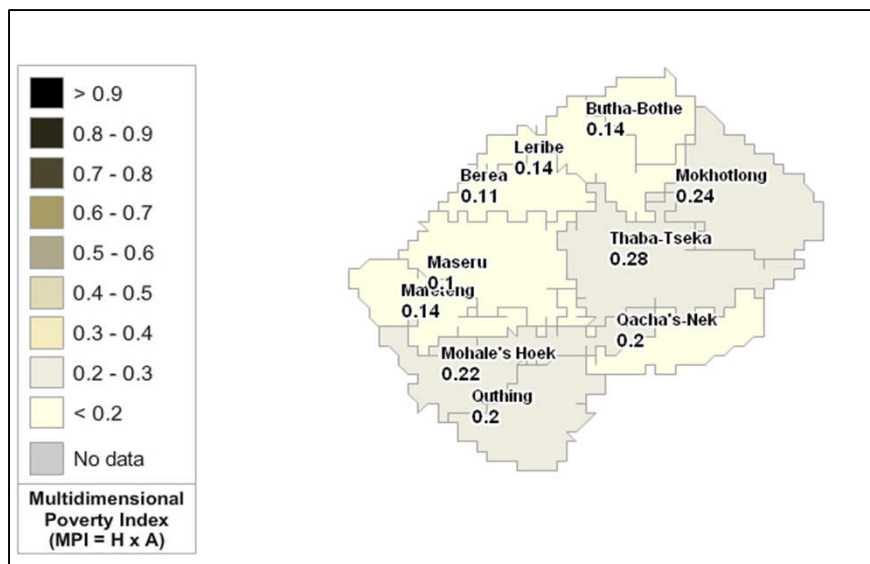 > 0.9
0.8 - 0.9
0.7 - 0.8
0.6 - 0.7
0.5 - 0.6
0.4 - 0.5
0.3 - 0.4
0.2 - 0.3
< 0.2
No data
Multidimensional
Poverty Index
(MPI = H x A)
Butha-Bothe
0.14
Leribe
0.14
Berea
0.11
Mokhotlong
0.24
Thaba-Tseka
0.28
Maseru
0.1
Mafeteng
0.14
Qacha's-Nek
0.2
Mohale's Hoek
0.22
Quthing
0.2